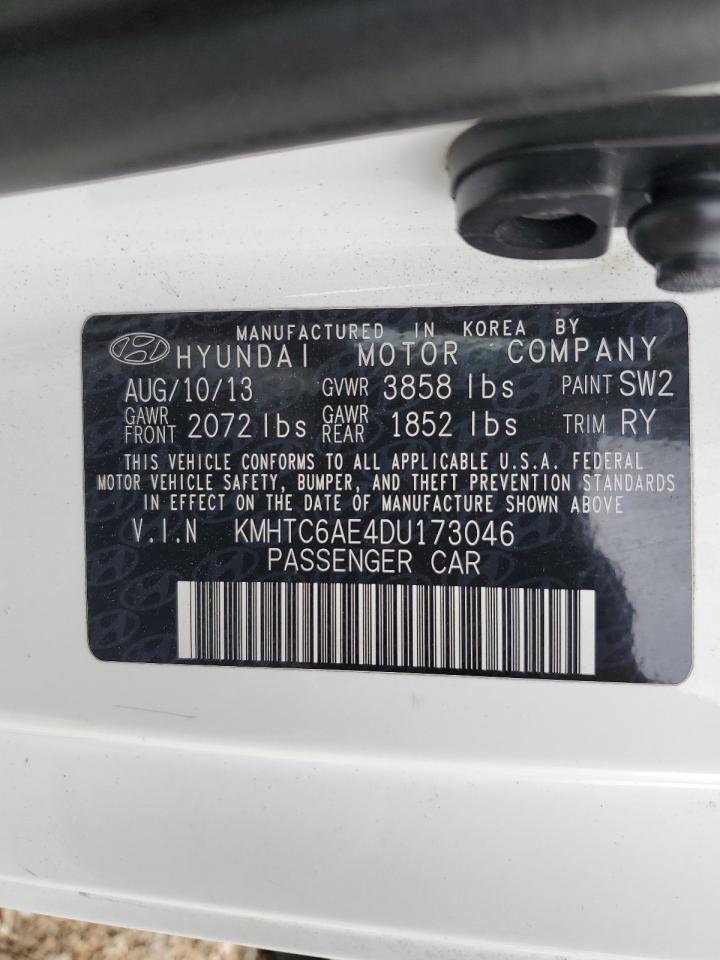 MANUFACTURED IN KOREA BY
HYUNDAI MOTOR COMPANY
AUG/10/13 GVWR 3858 lbs PAINT SW2
GAWR FRONT 2072 lbs GAWR REAR 1852 lbs TRIM RY
THIS VEHICLE CONFORMS TO ALL APPLICABLE U.S.A. FEDERAL
MOTOR VEHICLE SAFETY, BUMPER, AND THEFT PREVENTION STANDARDS
IN EFFECT ON THE DATE OF MANUFACTURE SHOWN ABOVE
V.I.N KMHTC6AE4DU173046
PASSENGER CAR